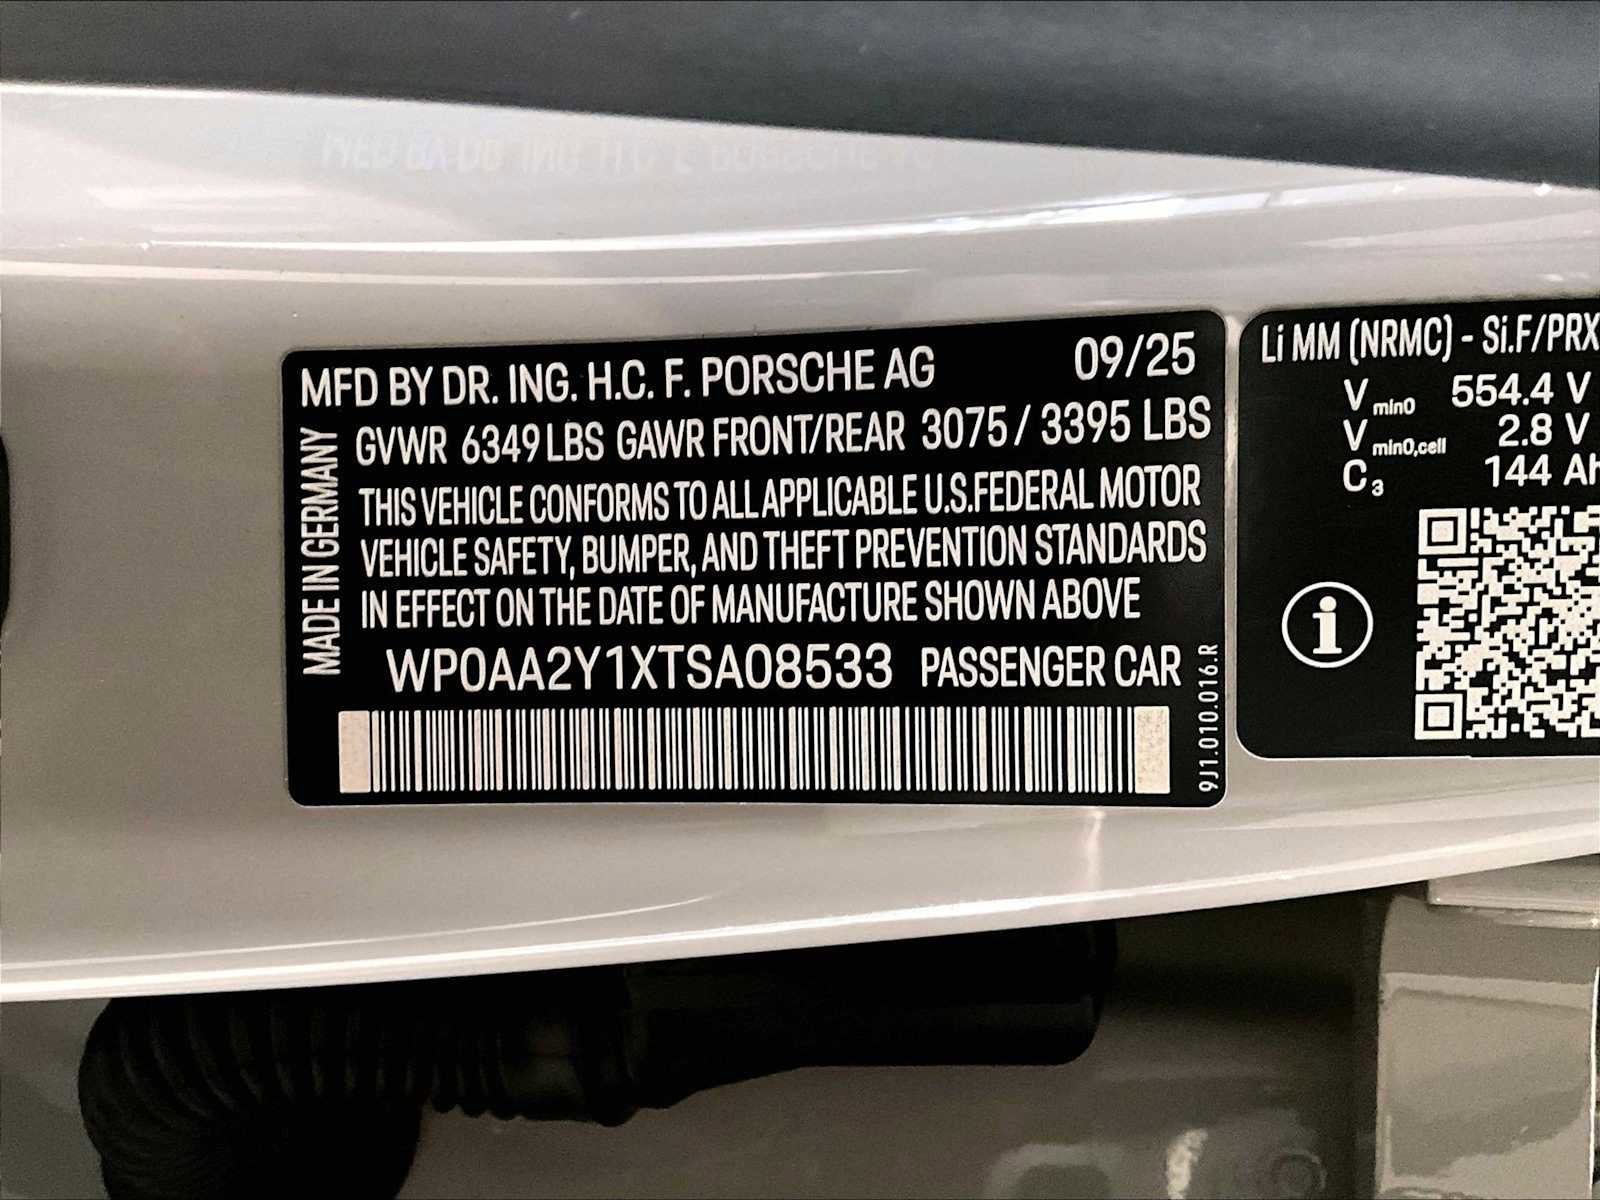 MFD BY DR. ING. H.C. F. PORSCHE AG 09/25
GVWR 6349 LBS GAWR FRONT/REAR 3075 / 3395 LBS
THIS VEHICLE CONFORMS TO ALL APPLICABLE U.S.FEDERAL MOTOR
VEHICLE SAFETY, BUMPER, AND THEFT PREVENTION STANDARDS
IN EFFECT ON THE DATE OF MANUFACTURE SHOWN ABOVE
WP0AA2Y1XTSA08533 PASSENGER CAR
MADE IN GERMANY
9J1.010.016.R
Li MM (NRMC) - Si.F/PRX
V min0 554.4 V
V min0,cell 2.8 V
C 3 144 Ah
i